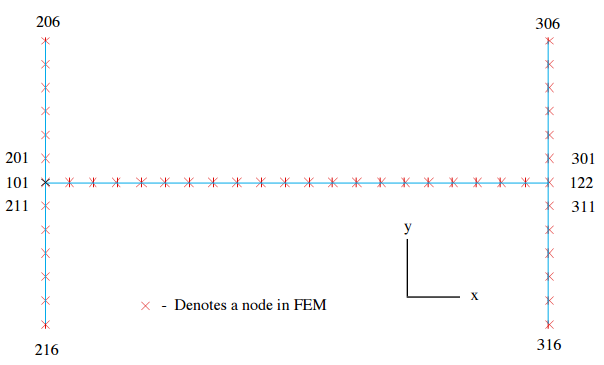 206 306
201 301
101 122
211 311
y
x
× - Denotes a node in FEM
216 316